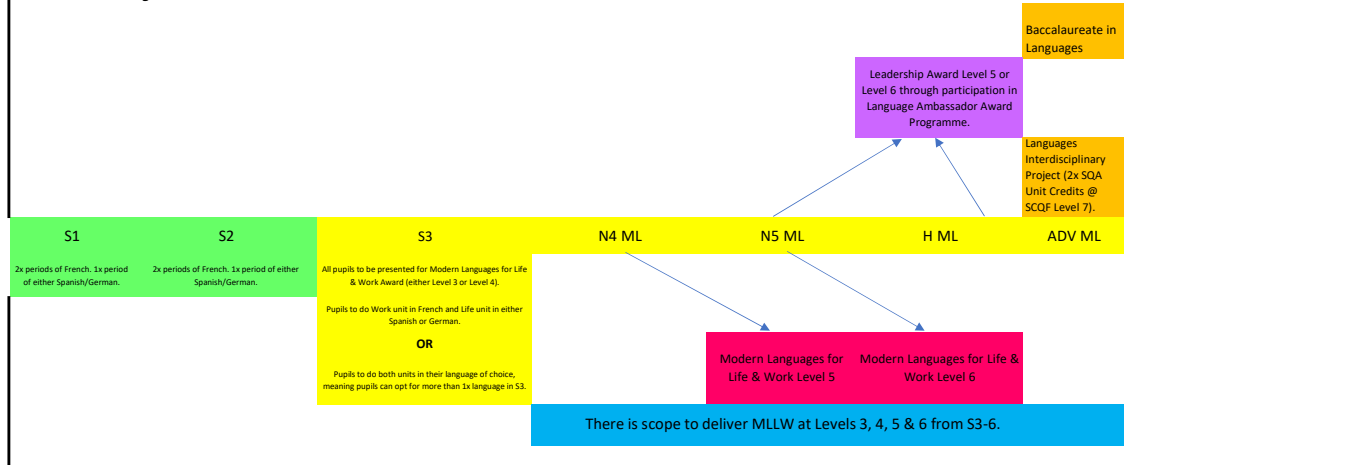 Baccalaureate in
Languages
Leadership Award Level 5 or
Level 6 through participation in
Language Ambassador Award
Programme.
Languages
Interdisciplinary
Project (2x SQA
Unit Credits @
SCQF Level 7).
S1
S2
S3
N4 ML
N5 ML
H ML
ADV ML
2x periods of French. 1x period
of either Spanish/German.
2x periods of French. 1x period of either
Spanish/German.
All pupils to be presented for Modern Languages for Life
& Work Award (either Level 3 or Level 4).
Pupils to do Work unit in French and Life unit in either
Spanish or German.
OR
Pupils to do both units in their language of choice,
meaning pupils can opt for more than 1x language in S3.
Modern Languages for
Life & Work Level 5
Modern Languages for Life &
Work Level 6
There is scope to deliver MLLW at Levels 3, 4, 5 & 6 from S3-6.